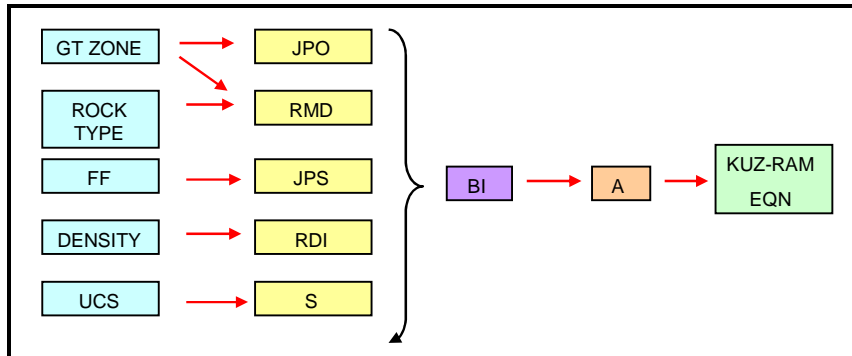 GT ZONE
JPO
ROCK
TYPE
RMD
FF
JPS
DENSITY
RDI
UCS
S
BI
A
KUZ-RAM
EQN